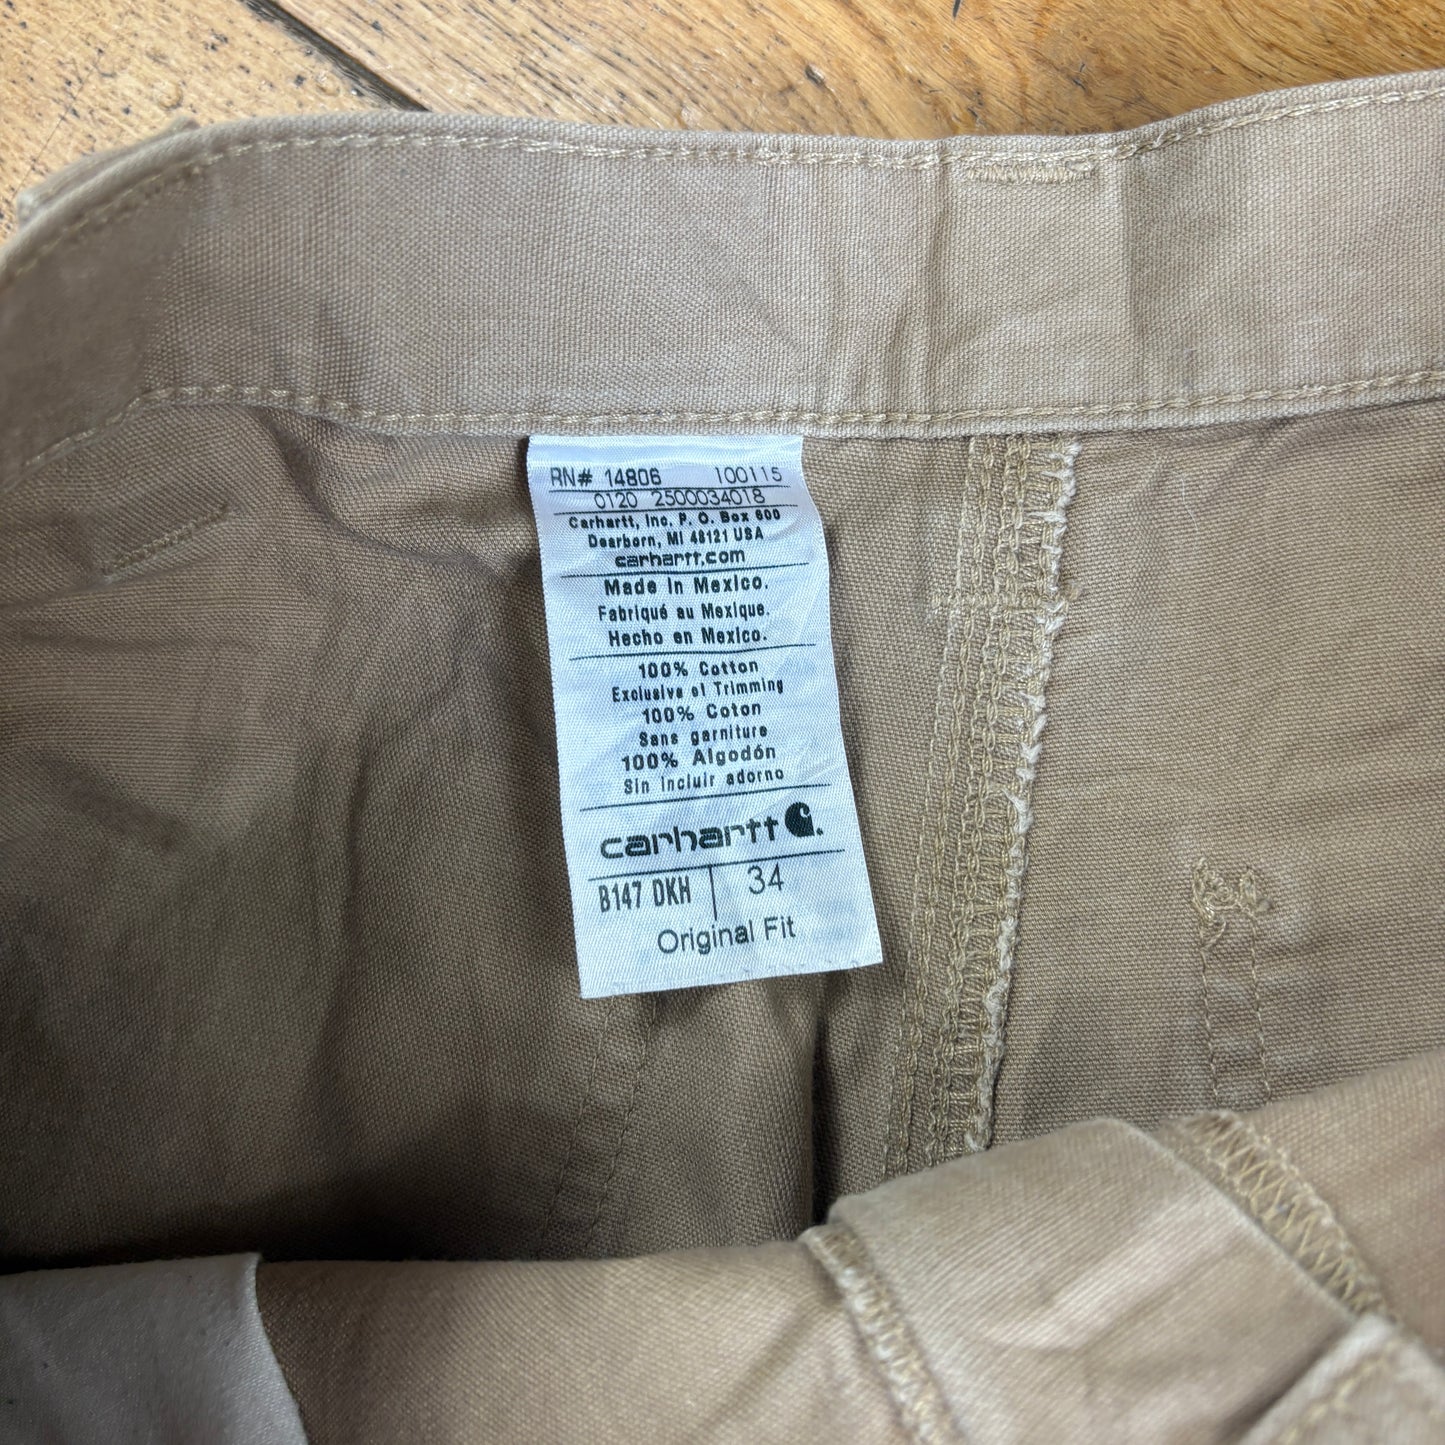 RN# 14806 100115
0120 2500034018
Carhartt, Inc. P. O. Box 600
Dearborn, MI 48121 USA
carhartt.com
Made in Mexico.
Fabriqué au Mexique.
Hecho en Mexico.
100% Cotton
Exclusive of Trimming
100% Coton
Sans garniture
100% Algodón
Sin incluir adorno
carhartt
B147 DKH 34
Original Fit